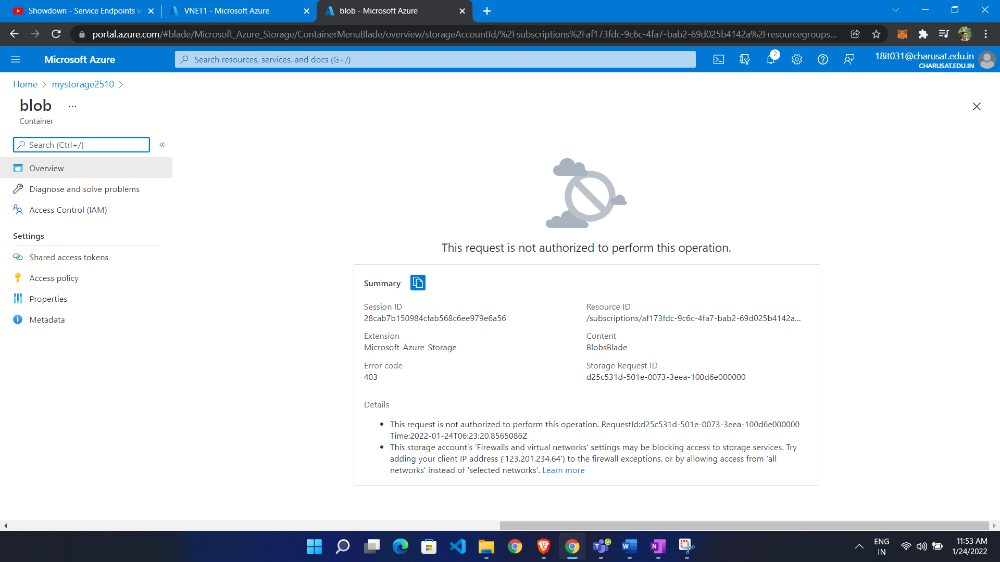 Showdown - Service Endpoints vs
VNET1 - Microsoft Azure
blob - Microsoft Azure
portal.azure.com/#blade/Microsoft_Azure_Storage/ContainerMenuBlade/overview/storageAccountId/%2Fsubscriptions%2Faf173fdc-9c6c-4fa7-bab2-69d025b4142a%2Fresourcegroups...
Microsoft Azure
Search resources, services, and docs (G+/)
2
18it031@charusat.edu.in
CHARUSAT.EDU.IN
Home > mystorage2510 >
blob ...
Container
Search (Ctrl+/)
«
Overview
Diagnose and solve problems
Access Control (IAM)
Settings
Shared access tokens
Access policy
Properties
Metadata
This request is not authorized to perform this operation.
Summary
Session ID
28cab7b150984cfab568c6ee979e6a56
Resource ID
/subscriptions/af173fdc-9c6c-4fa7-bab2-69d025b4142a...
Extension
Microsoft_Azure_Storage
Content
BlobsBlade
Error code
403
Storage Request ID
d25c531d-501e-0073-3eea-100d6e000000
Details
• This request is not authorized to perform this operation. RequestId:d25c531d-501e-0073-3eea-100d6e000000
Time:2022-01-24T06:23:20.8565086Z
• This storage account's 'Firewalls and virtual networks' settings may be blocking access to storage services. Try
adding your client IP address ('123.201.234.64') to the firewall exceptions, or by allowing access from 'all
networks' instead of 'selected networks'. Learn more
ENG
IN
11:53 AM
1/24/2022